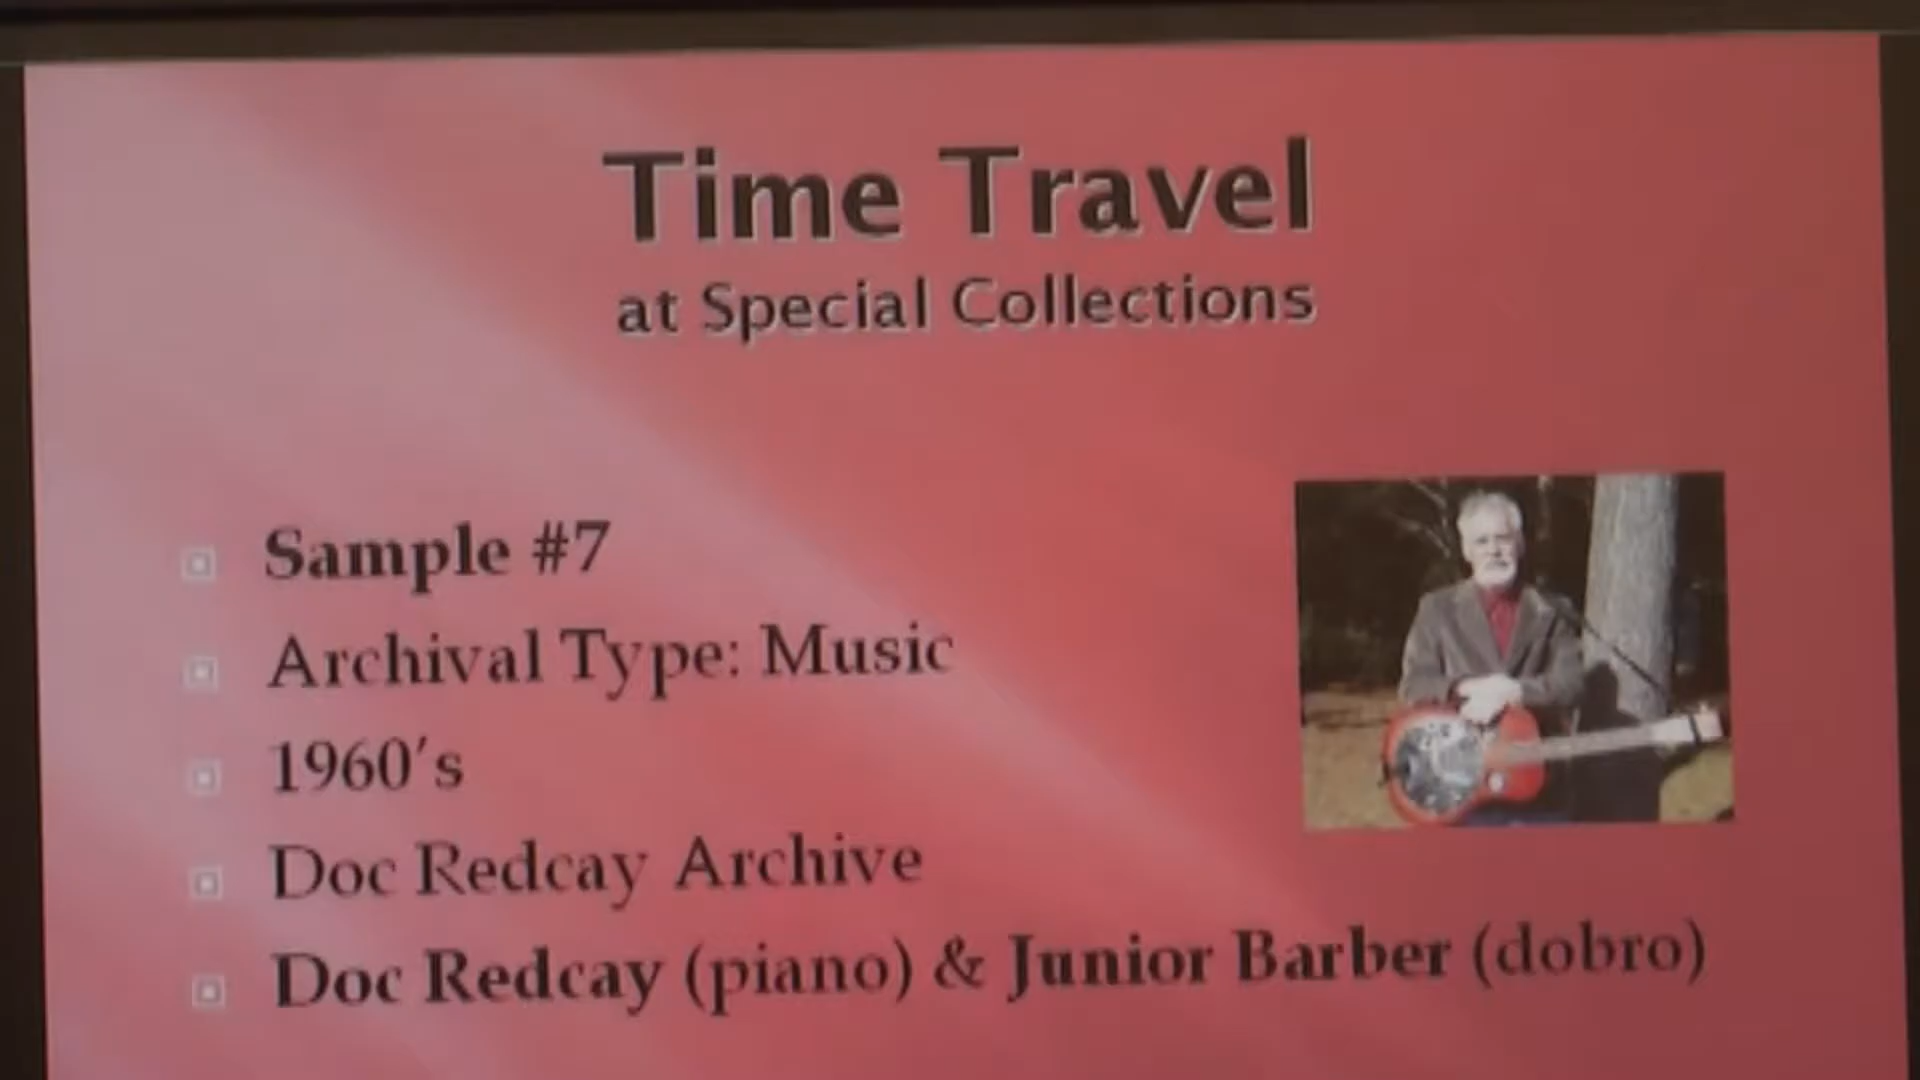 Time Travel
at Special Collections
Sample #7
Archival Type: Music
1960's
Doc Redcay Archive
Doc Redcay (piano) & Junior Barber (dobro)